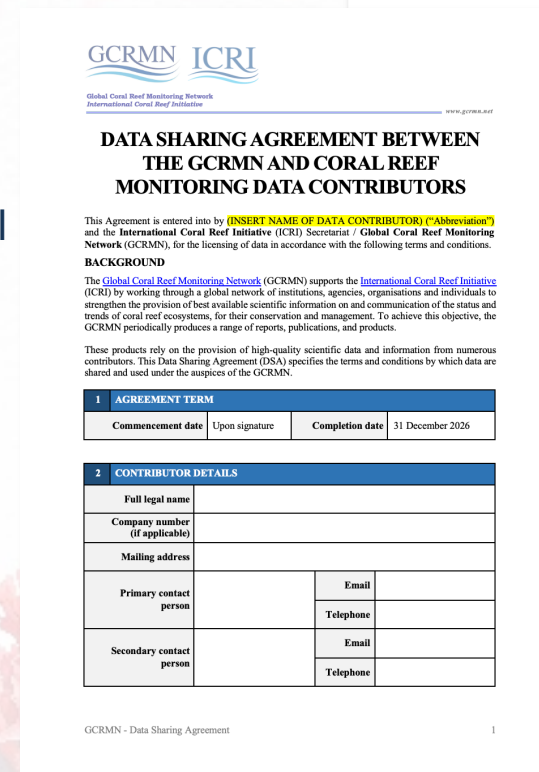 GCRMN ICRI
Global Coral Reef Monitoring Network
International Coral Reef Initiative
www.gcrmn.net
DATA SHARING AGREEMENT BETWEEN
THE GCRMN AND CORAL REEF
MONITORING DATA CONTRIBUTORS
This Agreement is entered into by (INSERT NAME OF DATA CONTRIBUTOR) (“Abbreviation”)
and the International Coral Reef Initiative (ICRI) Secretariat / Global Coral Reef Monitoring
Network (GCRMN), for the licensing of data in accordance with the following terms and conditions.
BACKGROUND
The Global Coral Reef Monitoring Network (GCRMN) supports the International Coral Reef Initiative
(ICRI) by working through a global network of institutions, agencies, organisations and individuals to
strengthen the provision of best available scientific information on and communication of the status and
trends of coral reef ecosystems, for their conservation and management. To achieve this objective, the
GCRMN periodically produces a range of reports, publications, and products.
These products rely on the provision of high-quality scientific data and information from numerous
contributors. This Data Sharing Agreement (DSA) specifies the terms and conditions by which data are
shared and used under the auspices of the GCRMN.
1 AGREEMENT TERM
Commencement date Upon signature Completion date 31 December 2026
2 CONTRIBUTOR DETAILS
Full legal name
Company number
(if applicable)
Mailing address
Primary contact
person
Email
Telephone
Secondary contact
person
Email
Telephone
GCRMN - Data Sharing Agreement 1